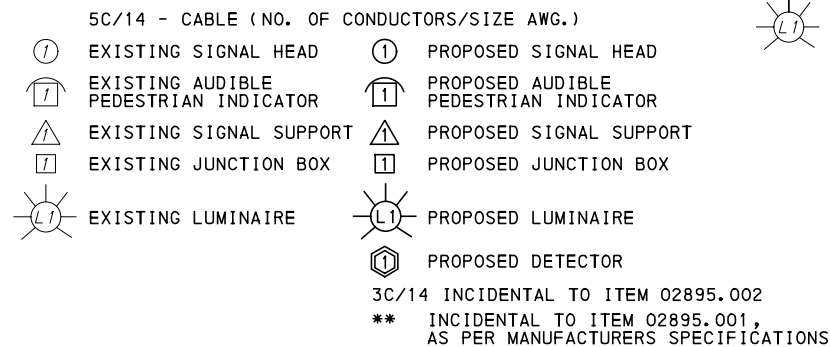 5C/14 - CABLE (NO. OF CONDUCTORS/SIZE AWG.)
L1
1 EXISTING SIGNAL HEAD 1 PROPOSED SIGNAL HEAD
1 EXISTING AUDIBLE PEDESTRIAN INDICATOR 1 PROPOSED AUDIBLE PEDESTRIAN INDICATOR
1 EXISTING SIGNAL SUPPORT 1 PROPOSED SIGNAL SUPPORT
1 EXISTING JUNCTION BOX 1 PROPOSED JUNCTION BOX
L1 EXISTING LUMINAIRE L1 PROPOSED LUMINAIRE
1 PROPOSED DETECTOR
3C/14 INCIDENTAL TO ITEM 02895.002
** INCIDENTAL TO ITEM 02895.001,
AS PER MANUFACTURERS SPECIFICATIONS